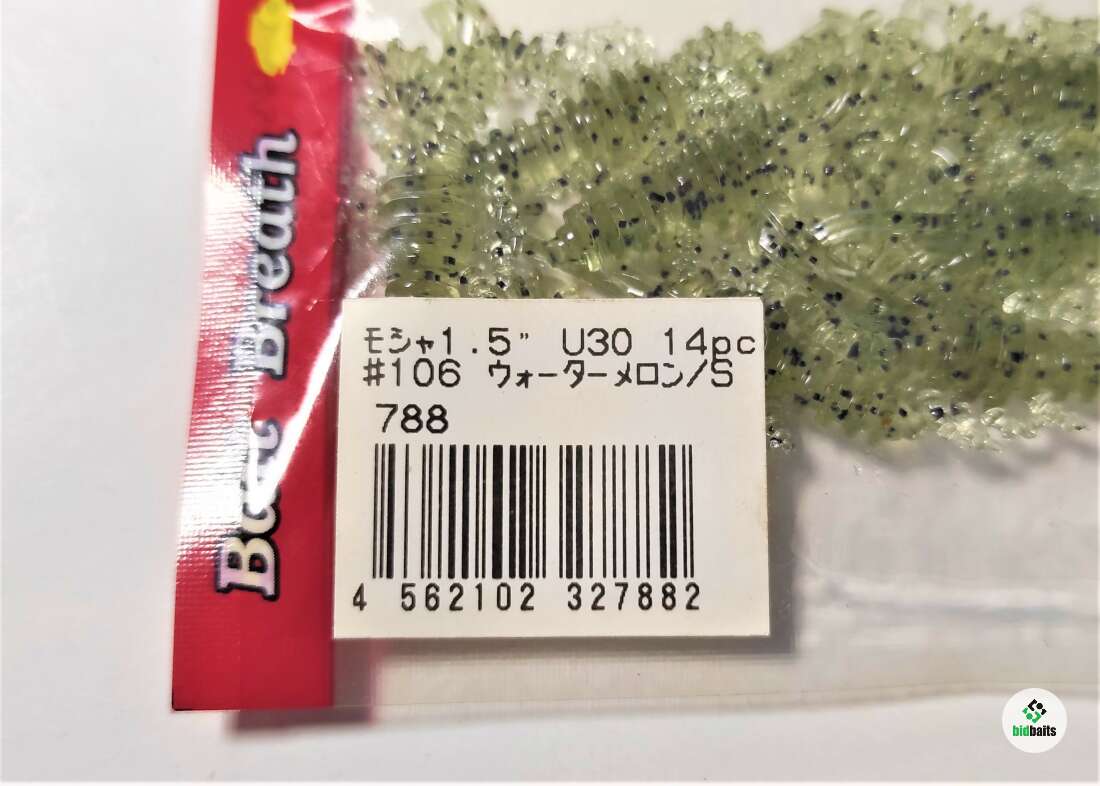 Bait Breath
モシャ1.5" U30 14pc
#106 ウォーターメロン/S
788
4 562102 327882
bidbaits